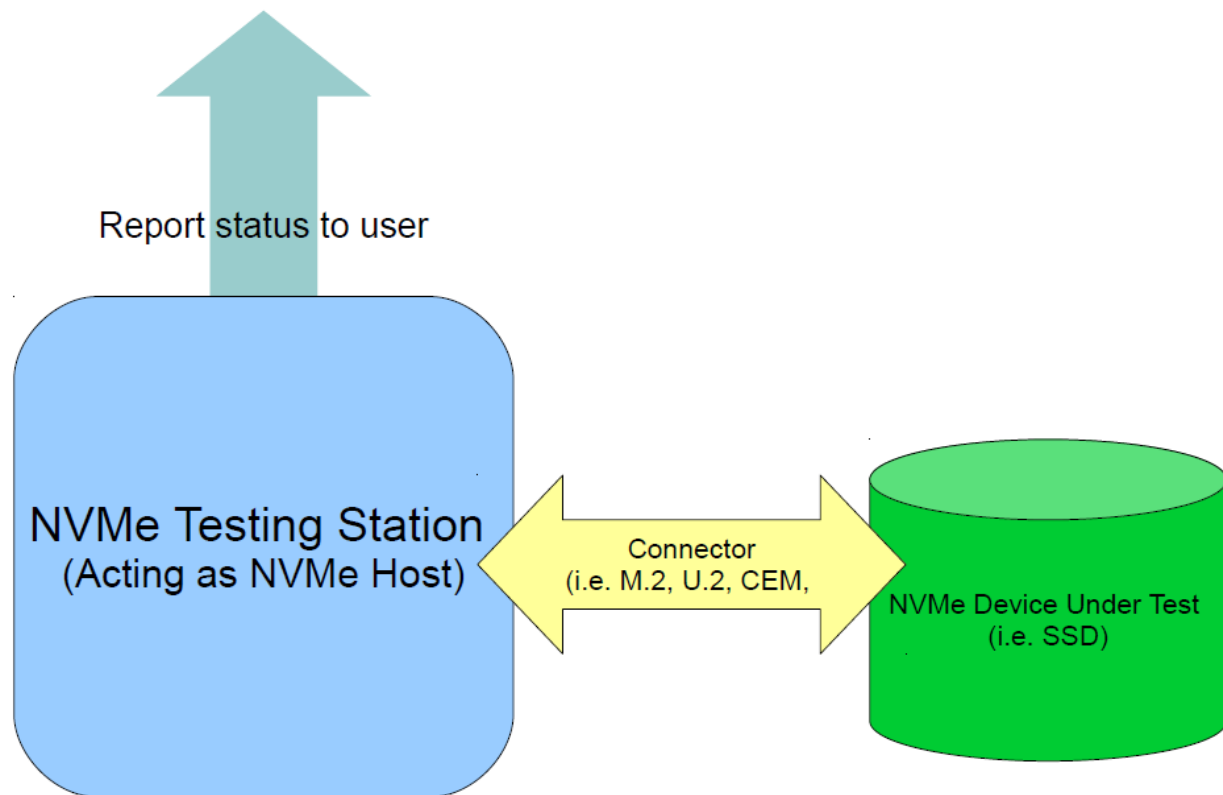 Report status to user
NVMe Testing Station
(Acting as NVMe Host)
Connector
(i.e. M.2, U.2, CEM,
NVMe Device Under Test
(i.e. SSD)